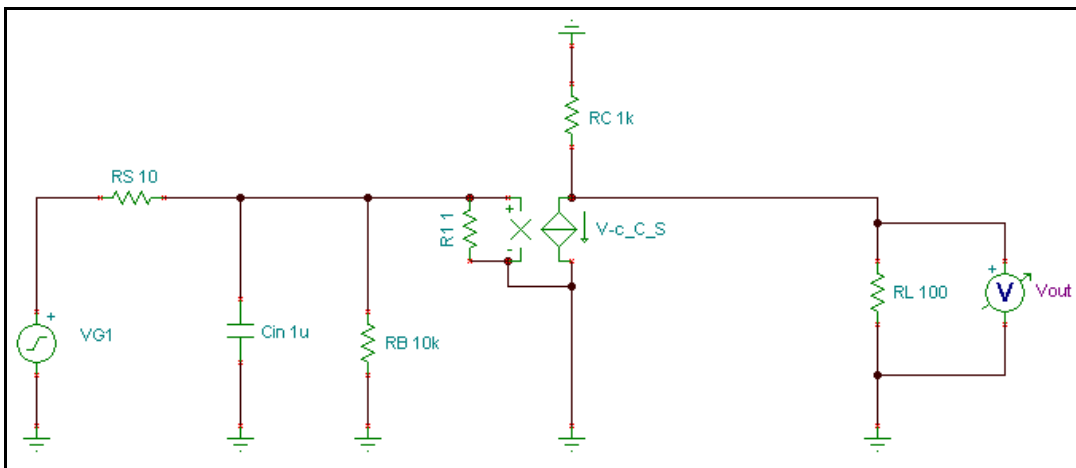 RC 1k
RS 10
+
R1 1
-
V-c_C_S
+
VG1
Cin 1u
RB 10k
RL 100
+
V
Vout